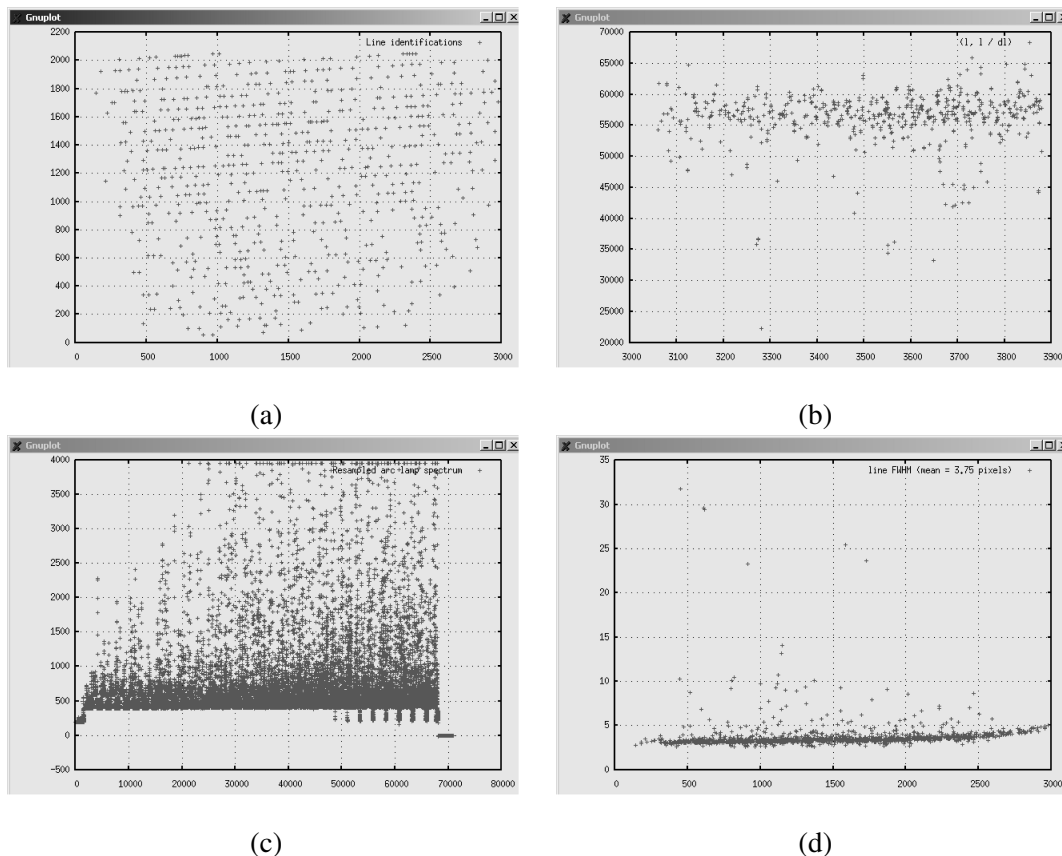 Gnuplot
Line identifications
2200
2000
1800
1600
1400
1200
1000
800
600
400
200
0
0 500 1000 1500 2000 2500 3000
(a)
Gnuplot
(l, l / dl)
70000
65000
60000
55000
50000
45000
40000
35000
30000
25000
20000
3000 3100 3200 3300 3400 3500 3600 3700 3800 3900
(b)
Gnuplot
Resampled arc lamp spectrum
4000
3500
3000
2500
2000
1500
1000
500
0
-500
0 10000 20000 30000 40000 50000 60000 70000 80000
(c)
Gnuplot
line FWHM (mean = 3.75 pixels)
35
30
25
20
15
10
5
0
0 500 1000 1500 2000 2500 3000
(d)